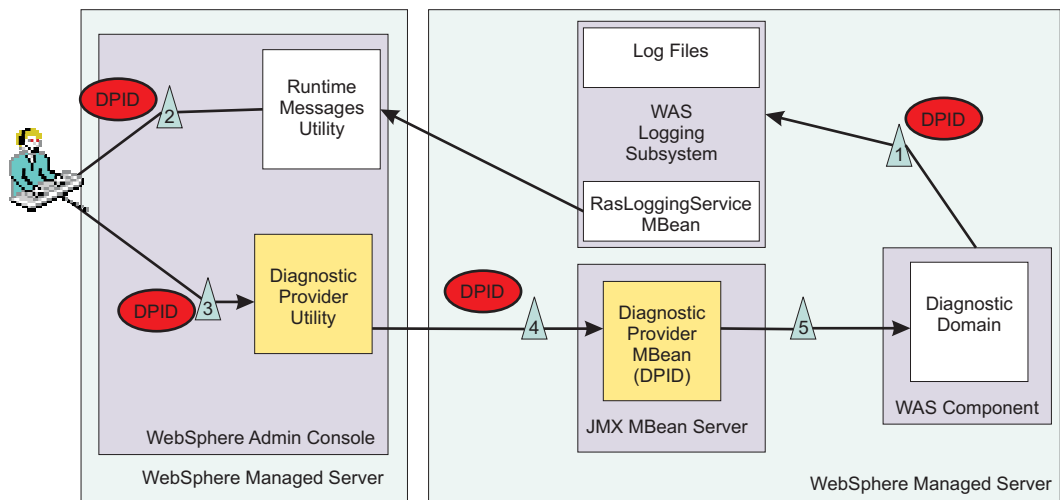 DPID
2
Runtime
Messages
Utility
DPID
3
Diagnostic
Provider
Utility
WebSphere Admin Console
WebSphere Managed Server
Log Files
WAS
Logging
Subsystem
RasLoggingService
MBean
DPID
1
DPID
4
Diagnostic
Provider
MBean
(DPID)
JMX MBean Server
5
Diagnostic
Domain
WAS Component
WebSphere Managed Server